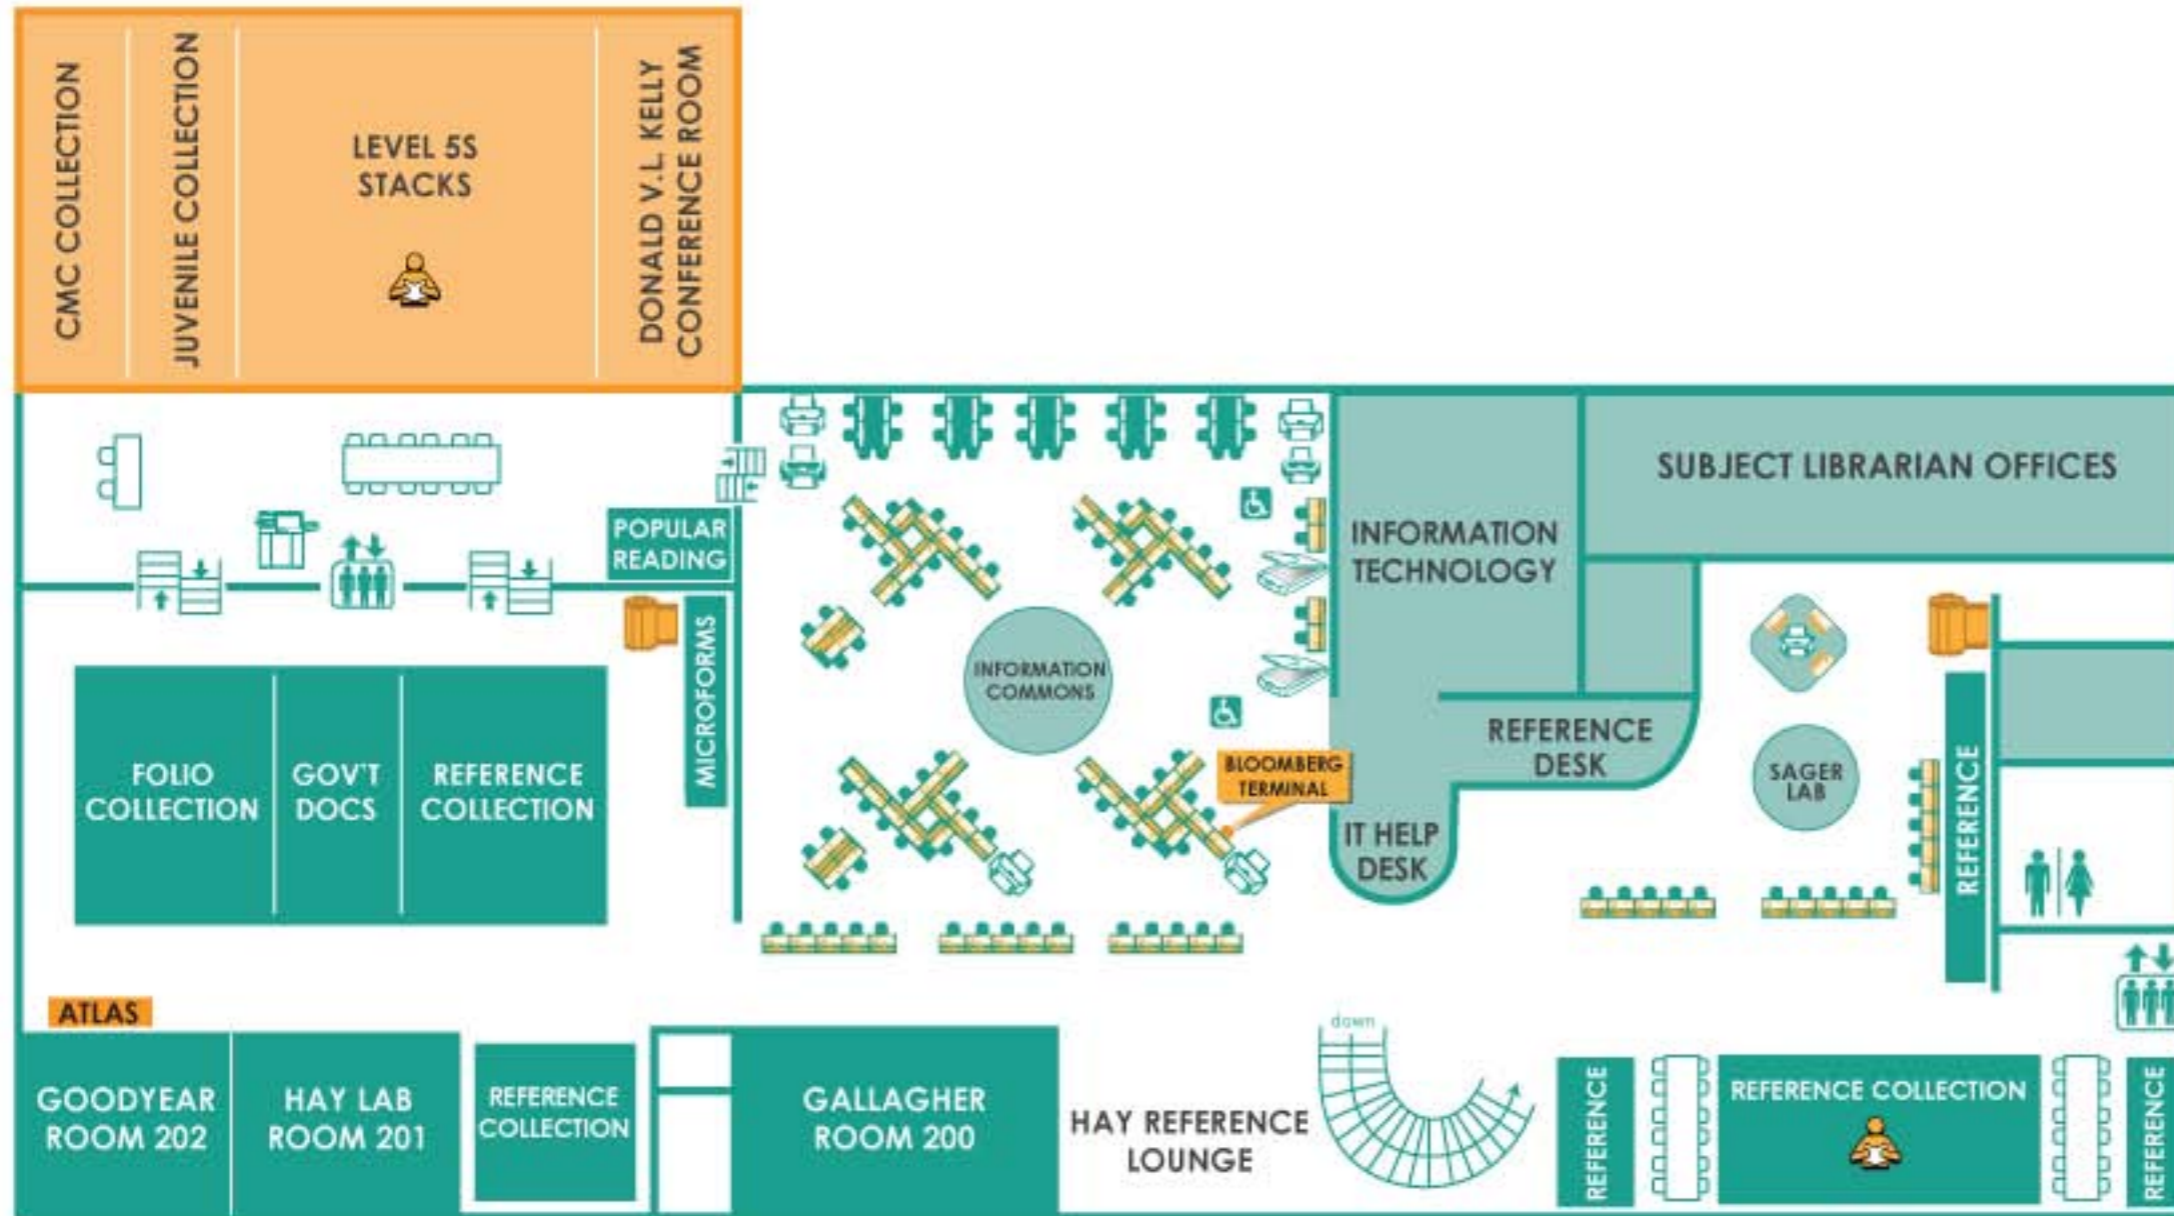 CMC COLLECTION
JUVENILE COLLECTION
LEVEL 5S
STACKS
DONALD V.L. KELLY
CONFERENCE ROOM
SUBJECT LIBRARIAN OFFICES
POPULAR
READING
INFORMATION
TECHNOLOGY
MICROFORMS
INFORMATION
COMMONS
REFERENCE
DESK
BLOOMBERG
TERMINAL
SAGER
LAB
REFERENCE
FOLIO
COLLECTION
GOV'T
DOCS
REFERENCE
COLLECTION
IT HELP
DESK
ATLAS
down
GOODYEAR
ROOM 202
HAY LAB
ROOM 201
REFERENCE
COLLECTION
GALLAGHER
ROOM 200
HAY REFERENCE
LOUNGE
REFERENCE
REFERENCE COLLECTION
REFERENCE